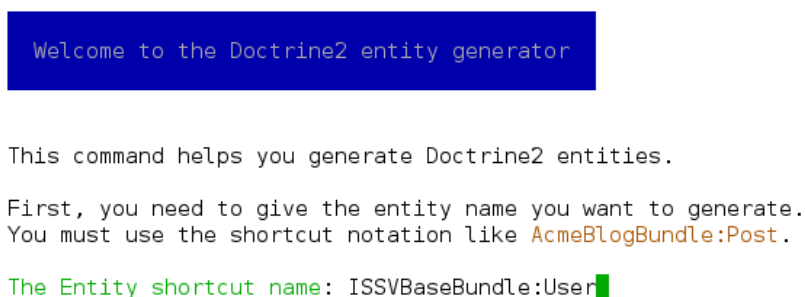 Welcome to the Doctrine2 entity generator
This command helps you generate Doctrine2 entities.
First, you need to give the entity name you want to generate.
You must use the shortcut notation like AcmeBlogBundle:Post.
The Entity shortcut name: ISSVBaseBundle:User